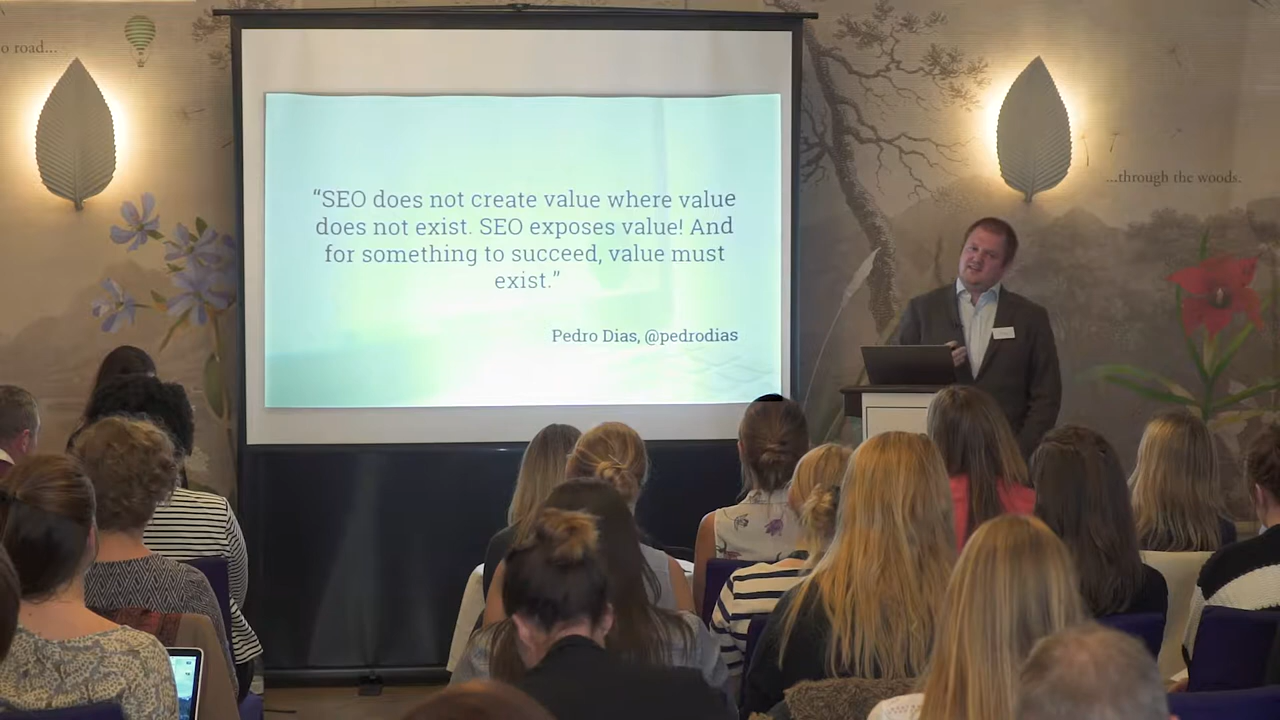 o road...
...through the woods.
“SEO does not create value where value
does not exist. SEO exposes value! And
for something to succeed, value must
exist.”
Pedro Dias, @pedrodias